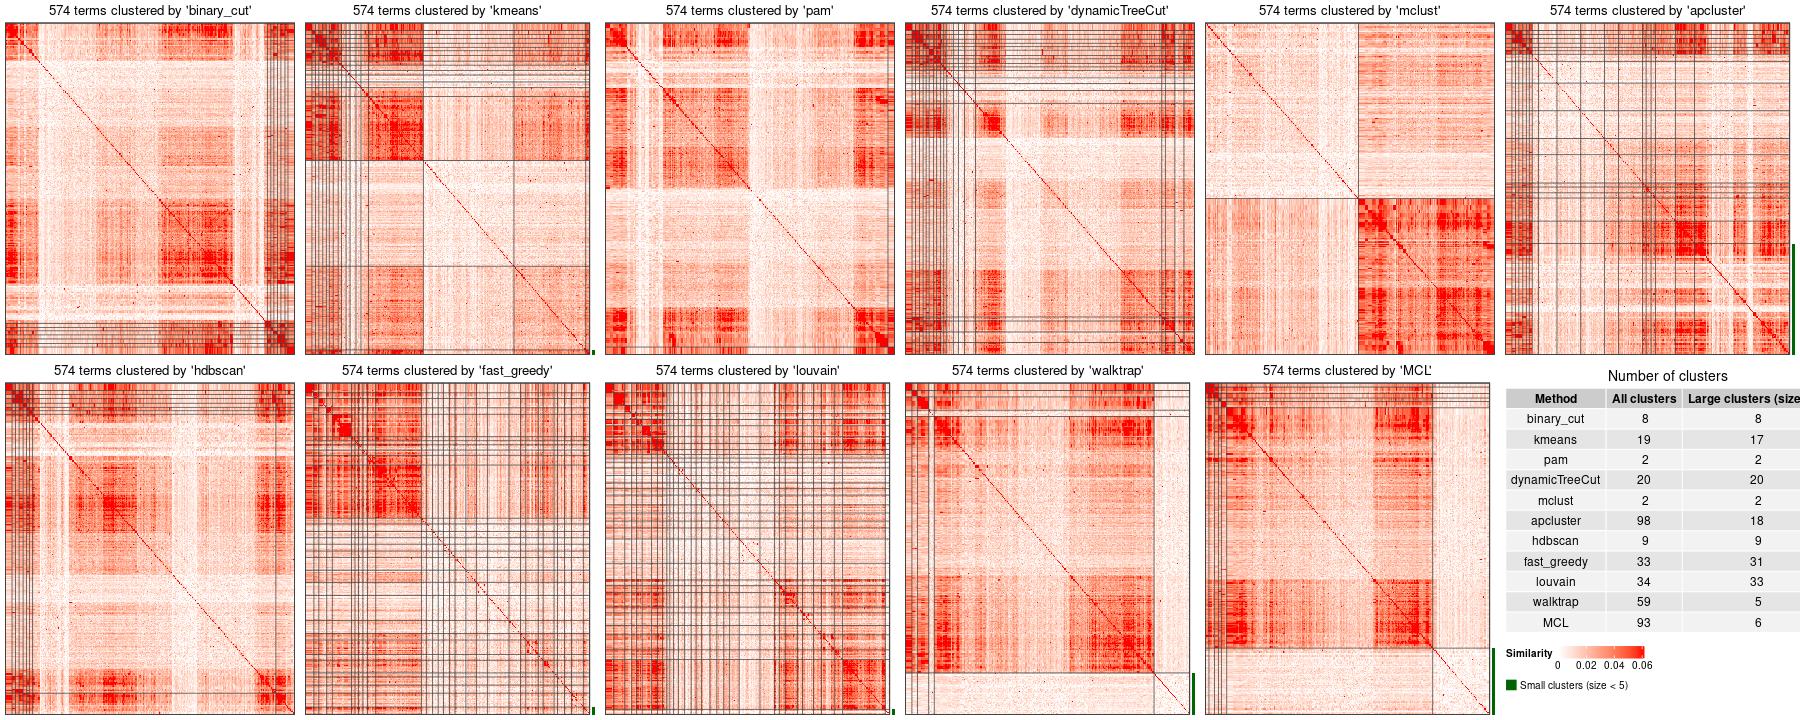 574 terms clustered by 'binary_cut'
574 terms clustered by 'kmeans'
574 terms clustered by 'pam'
574 terms clustered by 'dynamicTreeCut'
574 terms clustered by 'mclust'
574 terms clustered by 'apcluster'
574 terms clustered by 'hdbscan'
574 terms clustered by 'fast_greedy'
574 terms clustered by 'louvain'
574 terms clustered by 'walktrap'
574 terms clustered by 'MCL'
Number of clusters
Method All clusters Large clusters (size
binary_cut 8 8
kmeans 19 17
pam 2 2
dynamicTreeCut 20 20
mclust 2 2
apcluster 98 18
hdbscan 9 9
fast_greedy 33 31
louvain 34 33
walktrap 59 5
MCL 93 6
Similarity
0 0.02 0.04 0.06
Small clusters (size < 5)